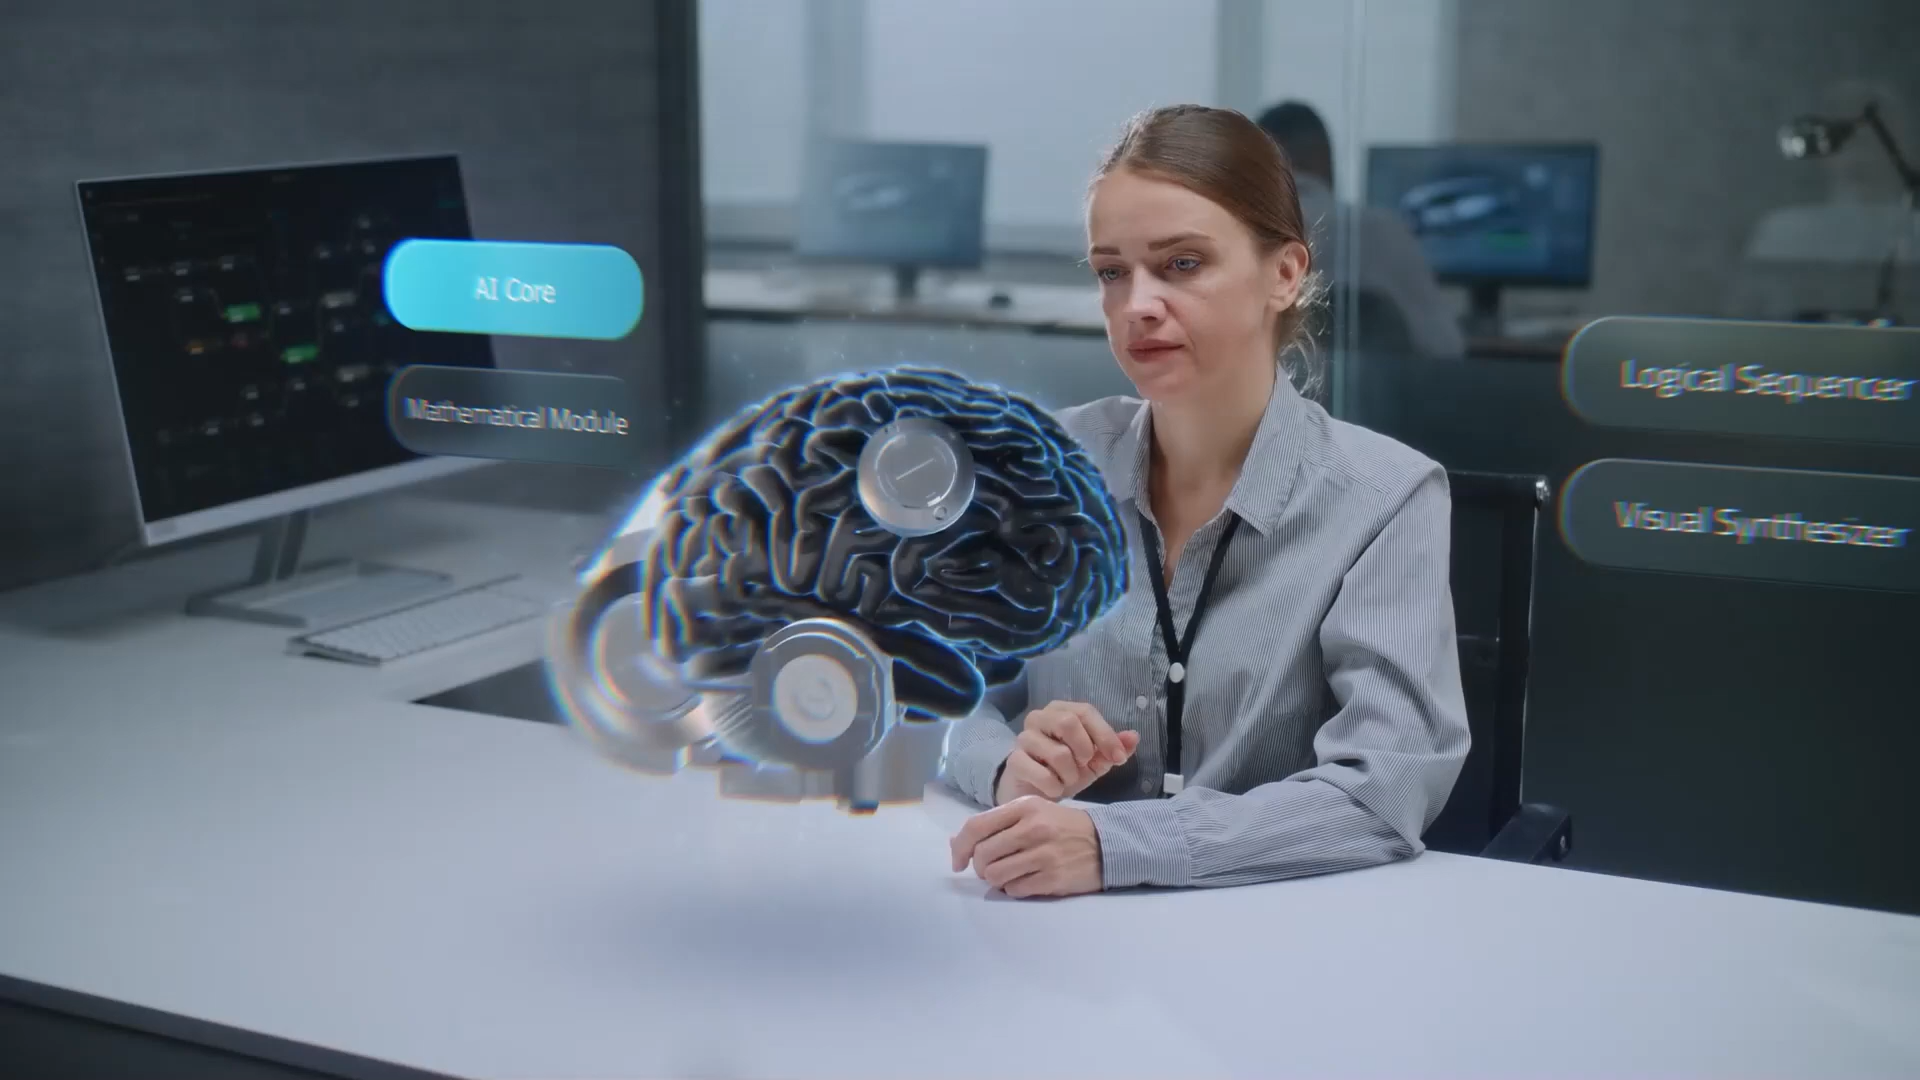 AI Core
Mathematical Module
Logical Sequencer
Visual Synthesizer